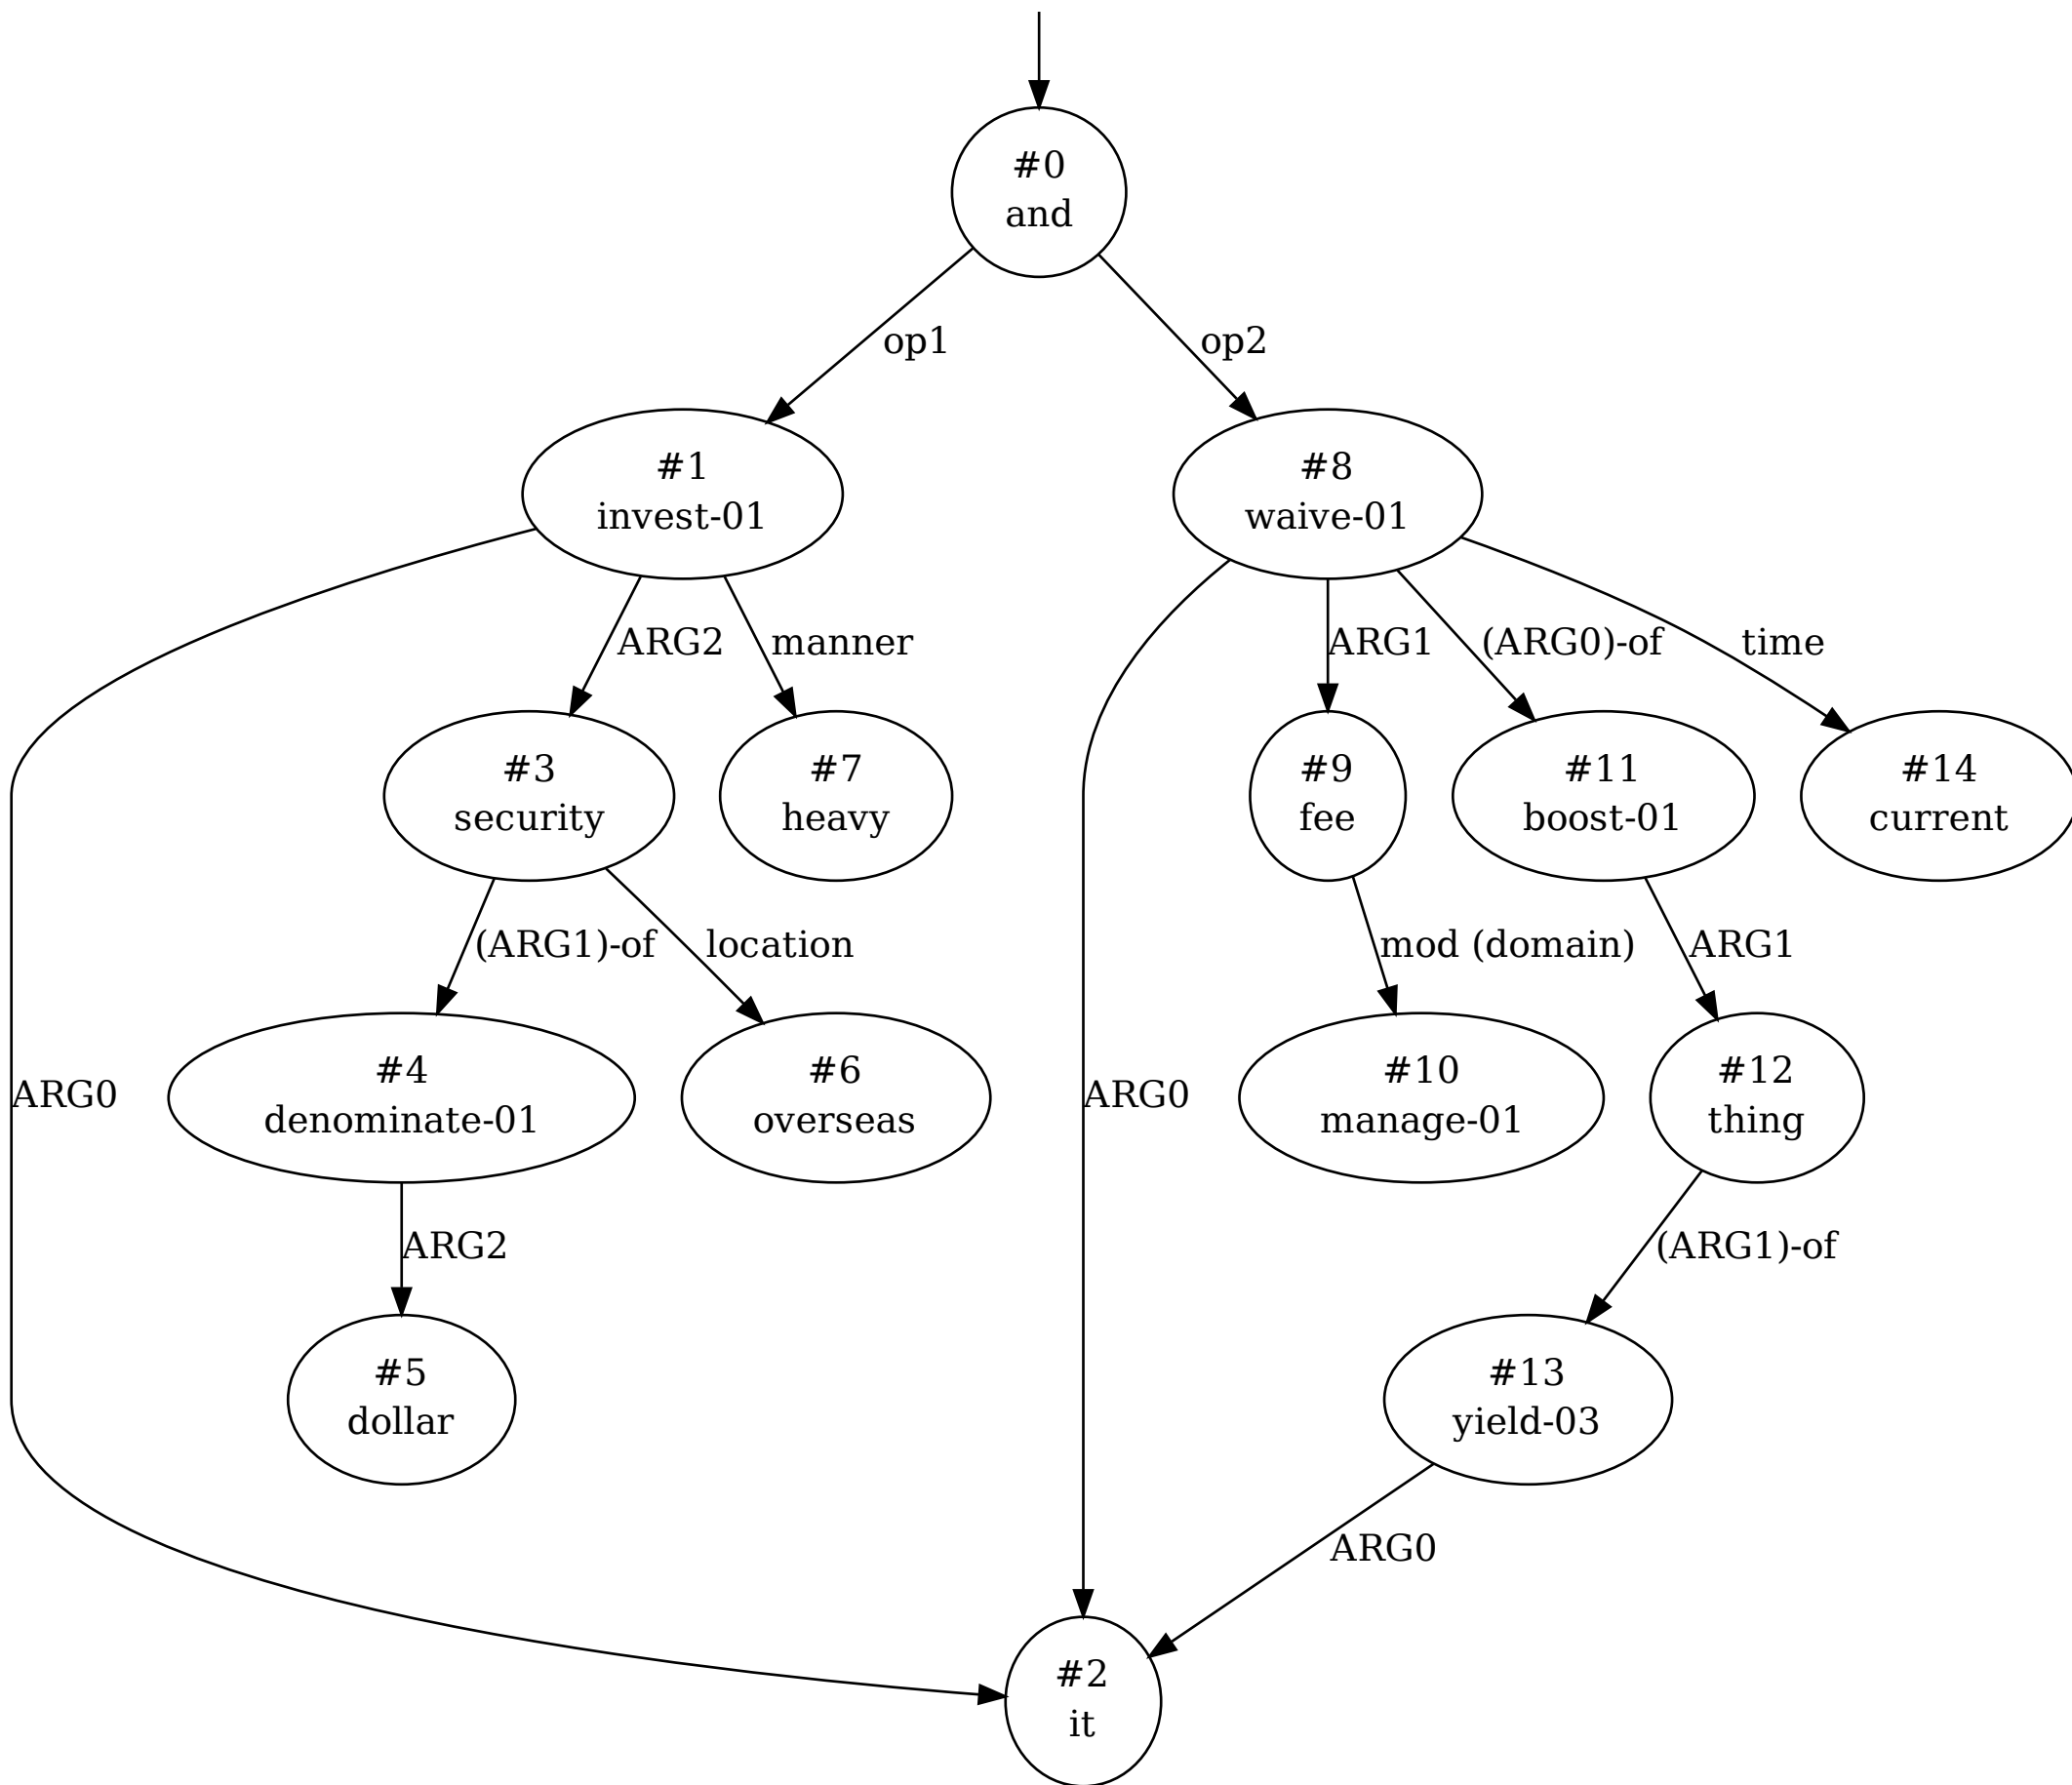 #0
and
op1
op2
#1
invest-01
#8
waive-01
ARG2
manner
ARG1
(ARG0)-of
time
#3
security
#7
heavy
#9
fee
#11
boost-01
#14
current
(ARG1)-of
location
mod (domain)
ARG1
ARG0
#4
denominate-01
#6
overseas
ARG0
#10
manage-01
#12
thing
ARG2
(ARG1)-of
#5
dollar
#13
yield-03
ARG0
#2
it